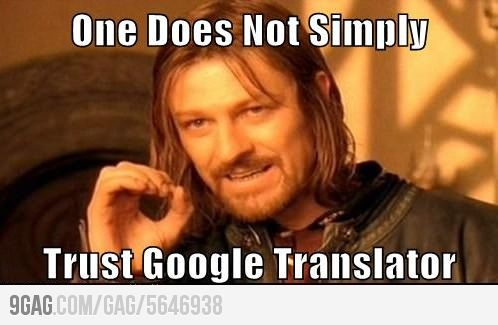 One Does Not Simply
Trust Google Translator
9GAG.COM/GAG/5646938